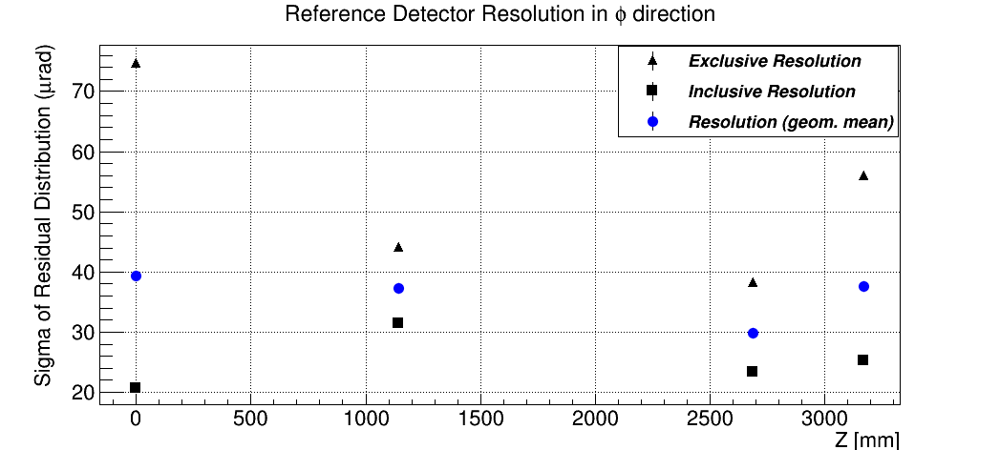 Reference Detector Resolution in ϕ direction
Sigma of Residual Distribution (μrad)
Exclusive Resolution
Inclusive Resolution
Resolution (geom. mean)
70
60
50
40
30
20
0 500 1000 1500 2000 2500 3000
Z [mm]